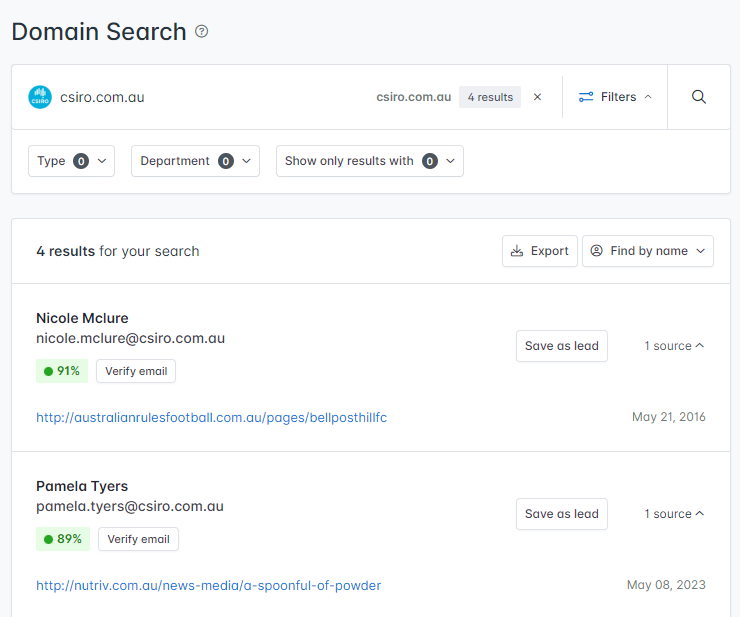 Domain Search
CSIRO
csiro.com.au
csiro.com.au 4 results
Filters
Type 0
Department 0
Show only results with 0
4 results for your search
Export
Find by name
Nicole Mclure
nicole.mclure@csiro.com.au
91%
Verify email
Save as lead
1 source
http://australianrulesfootball.com.au/pages/bellposthillfc
May 21, 2016
Pamela Tyers
pamela.tyers@csiro.com.au
89%
Verify email
Save as lead
1 source
http://nutriv.com.au/news-media/a-spoonful-of-powder
May 08, 2023